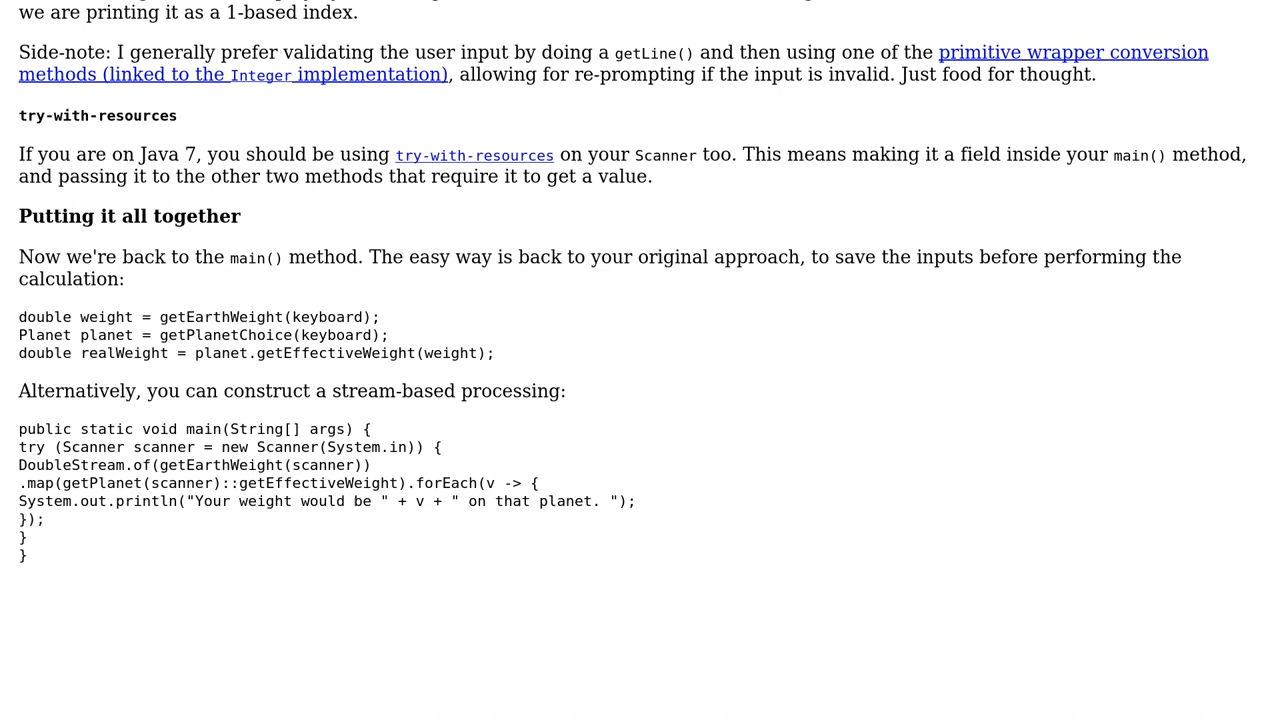 we are printing it as a 1-based index.
Side-note: I generally prefer validating the user input by doing a getLine() and then using one of the primitive wrapper conversion
methods (linked to the Integer implementation), allowing for re-prompting if the input is invalid. Just food for thought.
try-with-resources
If you are on Java 7, you should be using try-with-resources on your Scanner too. This means making it a field inside your main() method,
and passing it to the other two methods that require it to get a value.
Putting it all together
Now we're back to the main() method. The easy way is back to your original approach, to save the inputs before performing the
calculation:
double weight = getEarthWeight(keyboard);
Planet planet = getPlanetChoice(keyboard);
double realWeight = planet.getEffectiveWeight(weight);
Alternatively, you can construct a stream-based processing:
public static void main(String[] args) {
try (Scanner scanner = new Scanner(System.in)) {
DoubleStream.of(getEarthWeight(scanner))
.map(getPlanet(scanner)::getEffectiveWeight).forEach(v -> {
System.out.println("Your weight would be " + v + " on that planet. ");
});
}
}